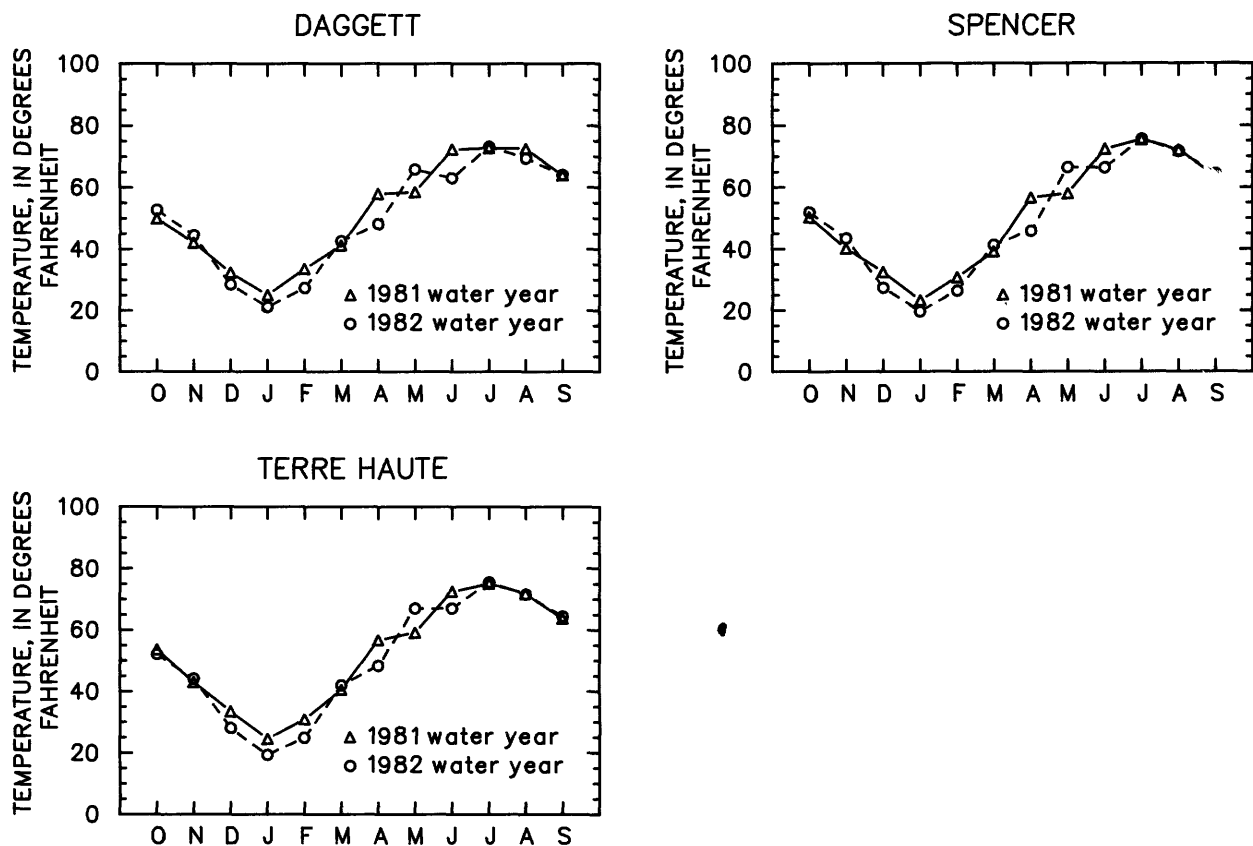 DAGGETT
TEMPERATURE, IN DEGREES
FAHRENHEIT
100
80
60
40
20
0
△ 1981 water year
○ 1982 water year
O N D J F M A M J J A S
SPENCER
TEMPERATURE, IN DEGREES
FAHRENHEIT
100
80
60
40
20
0
△ 1981 water year
○ 1982 water year
O N D J F M A M J J A S
TERRE HAUTE
TEMPERATURE, IN DEGREES
FAHRENHEIT
100
80
60
40
20
0
△ 1981 water year
○ 1982 water year
O N D J F M A M J J A S